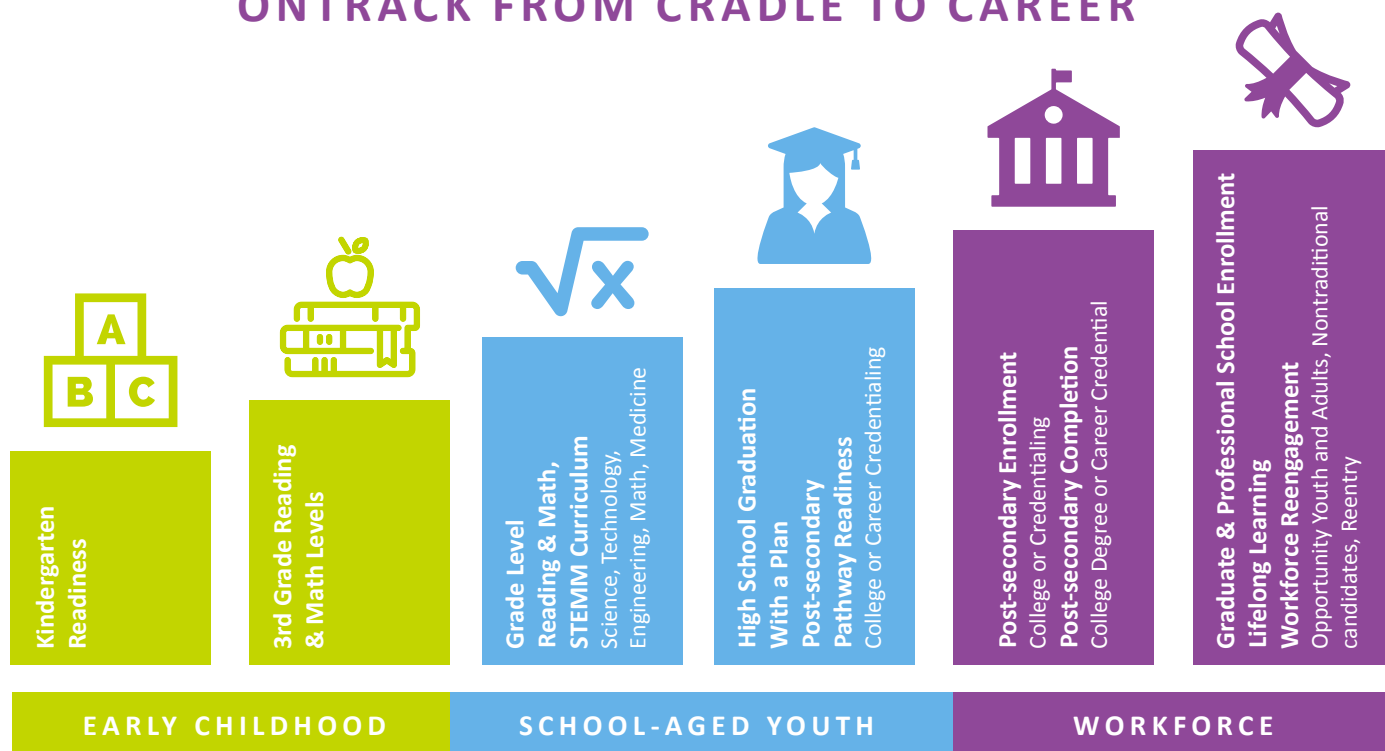 ONTRACK FROM CRADLE TO CAREER
A
B C
Kindergarten
Readiness
3rd Grade Reading
& Math Levels
√x
Grade Level
Reading & Math,
STEMM Curriculum
Science, Technology,
Engineering, Math, Medicine
High School Graduation
With a Plan
Post-secondary
Pathway Readiness
College or Career Credentialing
Post-secondary Enrollment
College or Credentialing
Post-secondary Completion
College Degree or Career Credential
Graduate & Professional School Enrollment
Lifelong Learning
Workforce Reengagement
Opportunity Youth and Adults, Nontraditional
candidates, Reentry
EARLY CHILDHOOD
SCHOOL-AGED YOUTH
WORKFORCE